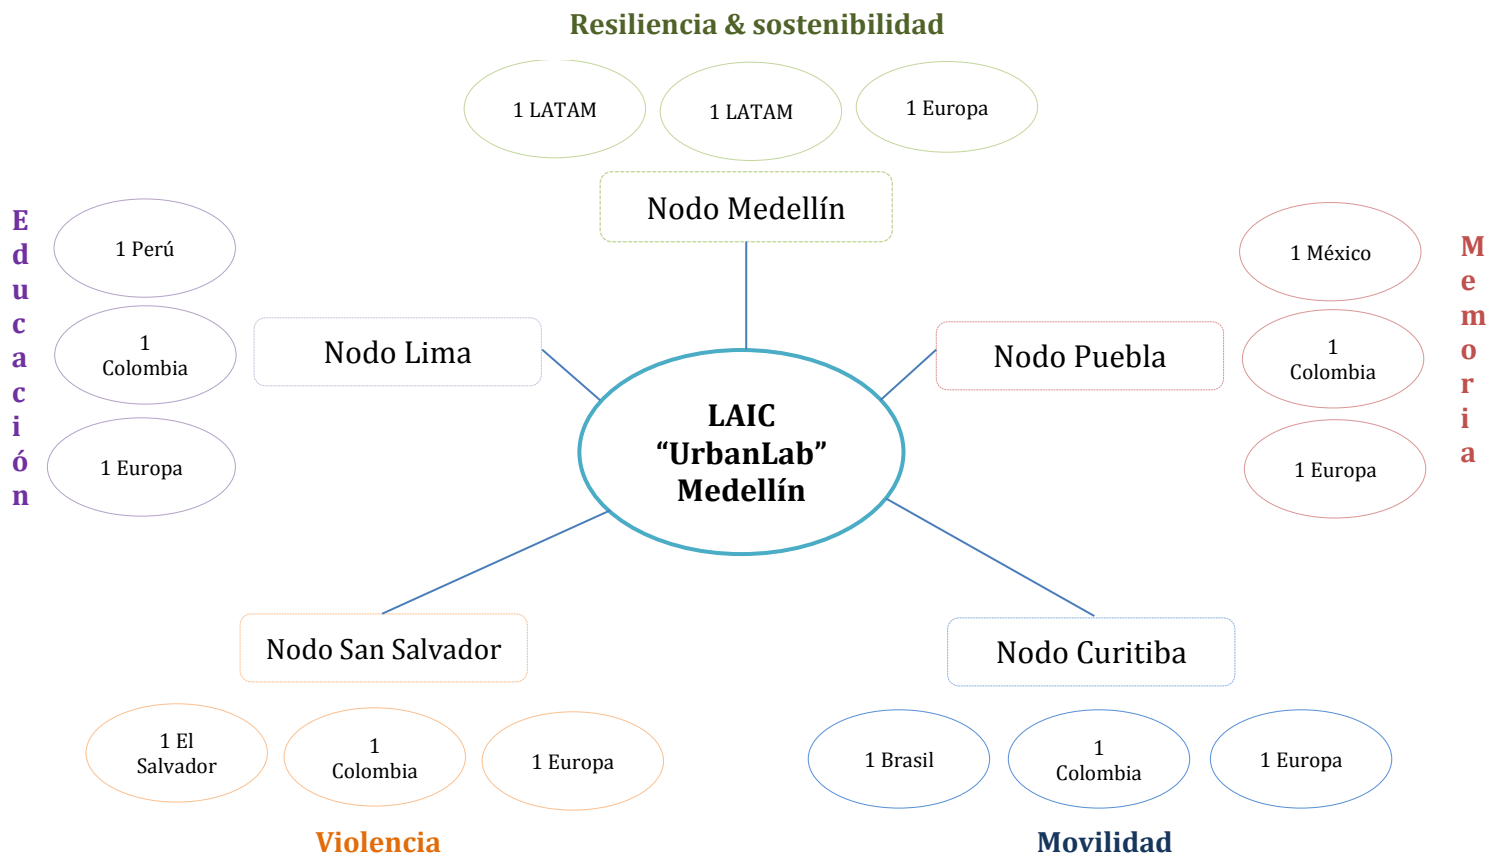 Resiliencia & sostenibilidad
1 LATAM
1 LATAM
1 Europa
Nodo Medellín
Educación
1 Perú
1
Colombia
1 Europa
Nodo Lima
LAIC
“UrbanLab”
Medellín
Nodo Puebla
1 México
1
Colombia
1 Europa
Memoria
Nodo San Salvador
1 El
Salvador
1
Colombia
1 Europa
Violencia
Nodo Curitiba
1 Brasil
1
Colombia
1 Europa
Movilidad